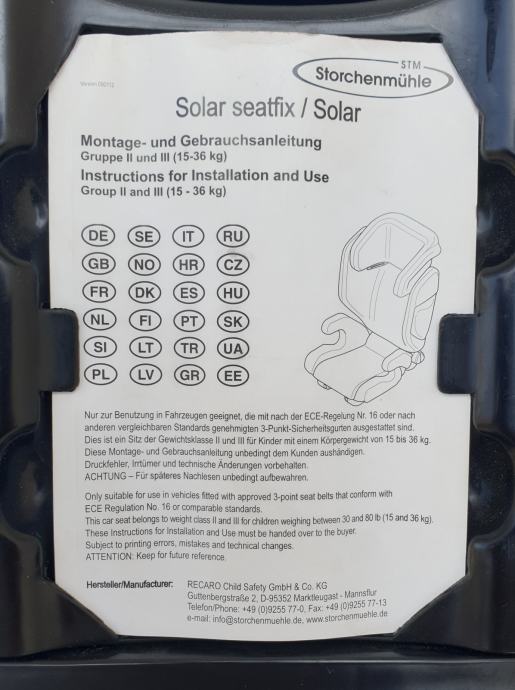 Version 090712
STM
Storchenmühle
Solar seatfix / Solar
Montage- und Gebrauchsanleitung
Gruppe II und III (15-36 kg)
Instructions for Installation and Use
Group II and III (15 - 36 kg)
DE SE IT RU
GB NO HR CZ
FR DK ES HU
NL FI PT SK
SI LT TR UA
PL LV GR EE
Nur zur Benutzung in Fahrzeugen geeignet, die mit nach der ECE-Regelung Nr. 16 oder nach
anderen vergleichbaren Standards genehmigten 3-Punkt-Sicherheitsgurten ausgestattet sind.
Dies ist ein Sitz der Gewichtsklasse II und III für Kinder mit einem Körpergewicht von 15 bis 36 kg.
Diese Montage- und Gebrauchsanleitung unbedingt dem Kunden aushändigen.
Druckfehler, Irrtümer und technische Änderungen vorbehalten.
ACHTUNG – Für späteres Nachlesen unbedingt aufbewahren.
Only suitable for use in vehicles fitted with approved 3-point seat belts that conform with
ECE Regulation No. 16 or comparable standards.
This car seat belongs to weight class II and III for children weighing between 30 and 80 lb (15 and 36 kg).
These Instructions for Installation and Use must be handed over to the buyer.
Subject to printing errors, mistakes and technical changes.
ATTENTION: Keep for future reference.
Hersteller/Manufacturer: RECARO Child Safety GmbH & Co. KG
Guttenbergstraße 2, D-95352 Marktleugast - Mannsflur
Telefon/Phone: +49 (0)9255 77-0, Fax: +49 (0)9255 77-13
e-mail: info@storchenmuehle.de, www.storchenmuehle.de